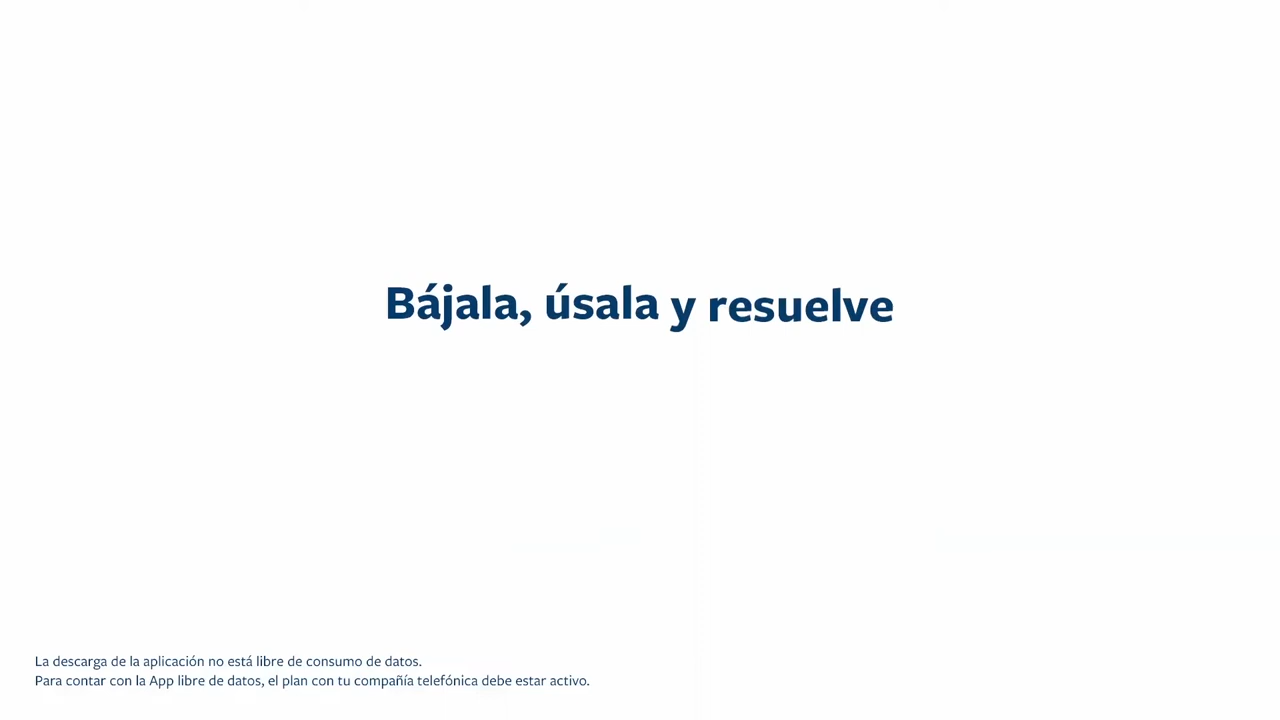 Bájala, úsala y resuelve
La descarga de la aplicación no está libre de consumo de datos.
Para contar con la App libre de datos, el plan con tu compañía telefónica debe estar activo.